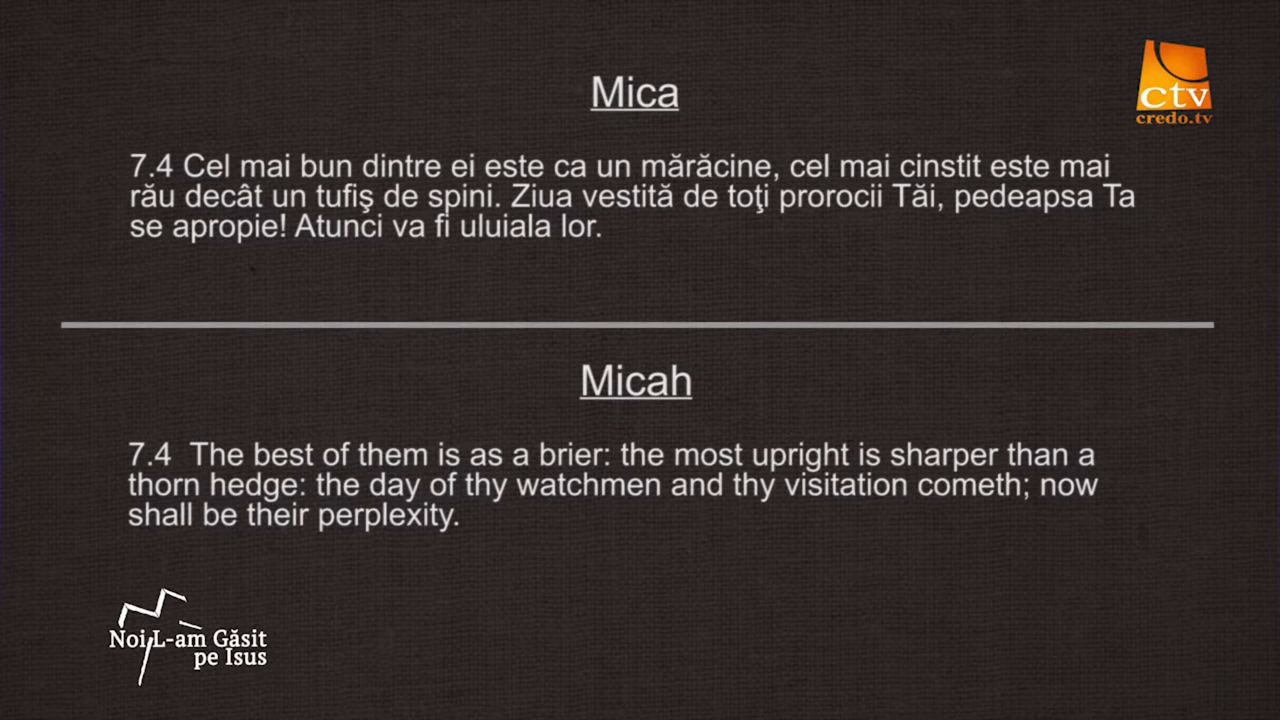 Mica
ctv
credo.tv
7.4 Cel mai bun dintre ei este ca un mărăcine, cel mai cinstit este mai
rău decât un tufiş de spini. Ziua vestită de toţi prorocii Tăi, pedeapsa Ta
se apropie! Atunci va fi uluiala lor.
Micah
7.4  The best of them is as a brier: the most upright is sharper than a
thorn hedge: the day of thy watchmen and thy visitation cometh; now
shall be their perplexity.
Noi L-am Găsit
pe Isus